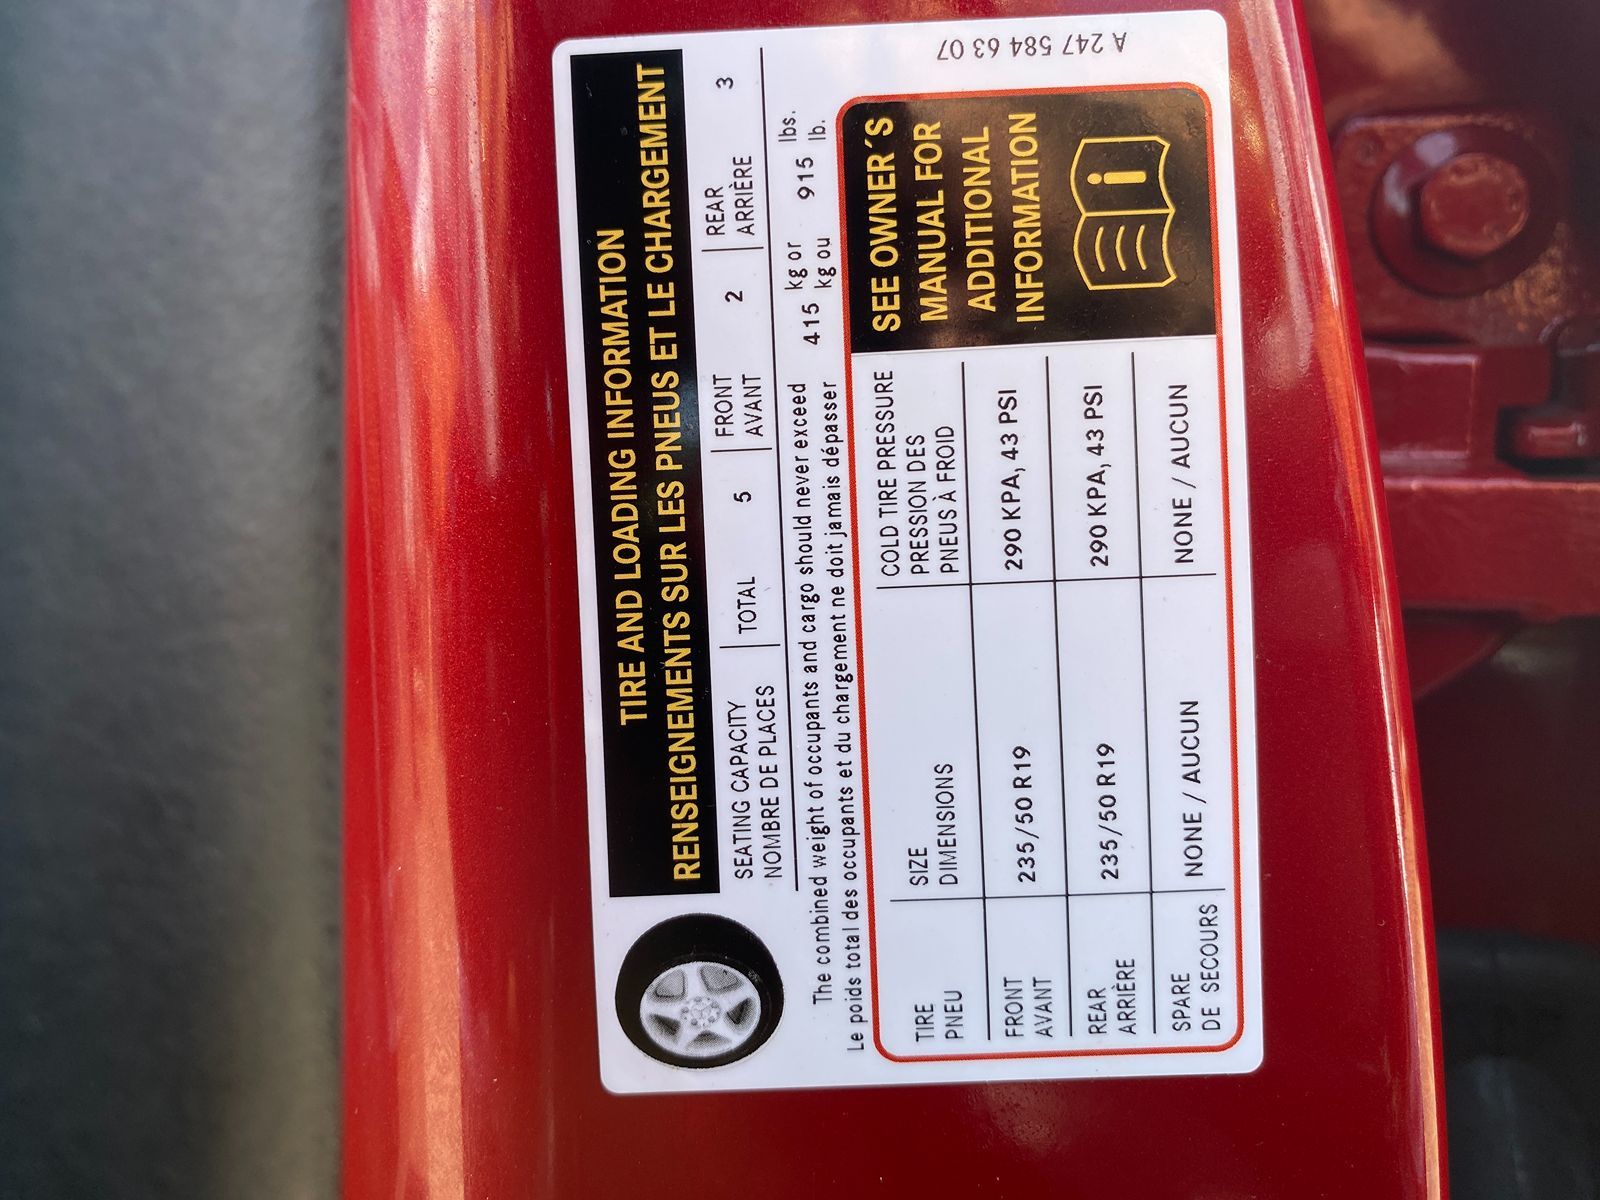 TIRE AND LOADING INFORMATION
RENSEIGNEMENTS SUR LES PNEUS ET LE CHARGEMENT
SEATING CAPACITY TOTAL 5 FRONT 2 REAR 3
NOMBRE DE PLACES AVANT ARRIÈRE
The combined weight of occupants and cargo should never exceed 415 kg or 915 lbs.
Le poids total des occupants et du chargement ne doit jamais dépasser kg ou lb.
TIRE SIZE COLD TIRE PRESSURE
PNEU DIMENSIONS PRESSION DES
PNEUS À FROID
FRONT 235/50 R19 290 KPA, 43 PSI
AVANT
REAR 235/50 R19 290 KPA, 43 PSI
ARRIÈRE
SPARE NONE / AUCUN NONE / AUCUN
DE SECOURS
SEE OWNER´S
MANUAL FOR
ADDITIONAL
INFORMATION
i
A 247 584 63 07